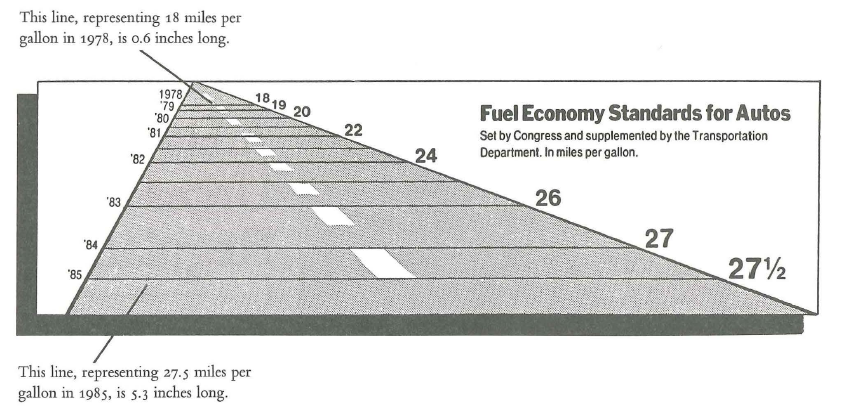 This line, representing 18 miles per
gallon in 1978, is 0.6 inches long.
Fuel Economy Standards for Autos
Set by Congress and supplemented by the Transportation
Department. In miles per gallon.
1978 18
'79 19
'80 20
'81 22
'82 24
'83 26
'84 27
'85 27½
This line, representing 27.5 miles per
gallon in 1985, is 5.3 inches long.